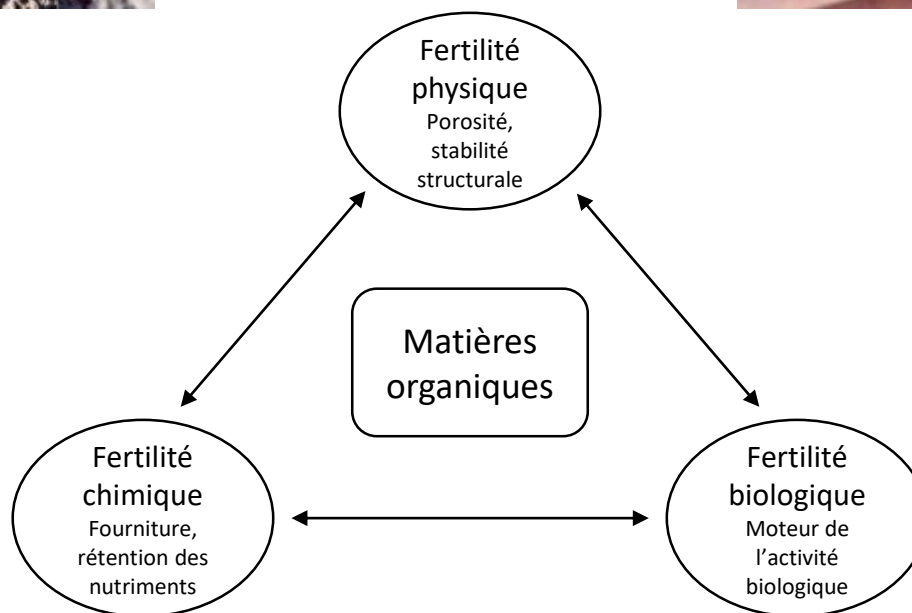 Fertilité
physique
Porosité,
stabilité
structurale
Matières
organiques
Fertilité
chimique
Fourniture,
rétention des
nutriments
Fertilité
biologique
Moteur de
l’activité
biologique